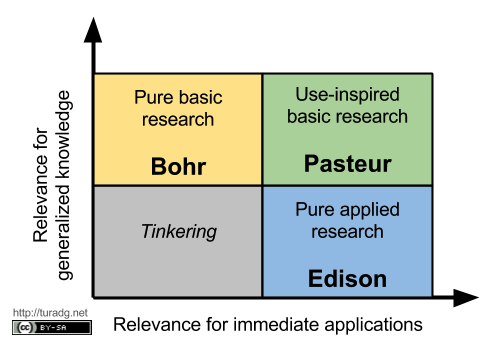 Relevance for
generalized knowledge
Pure basic
research
Bohr
Use-inspired
basic research
Pasteur
Tinkering
Pure applied
research
Edison
http://turadg.net
cc BY-SA
Relevance for immediate applications